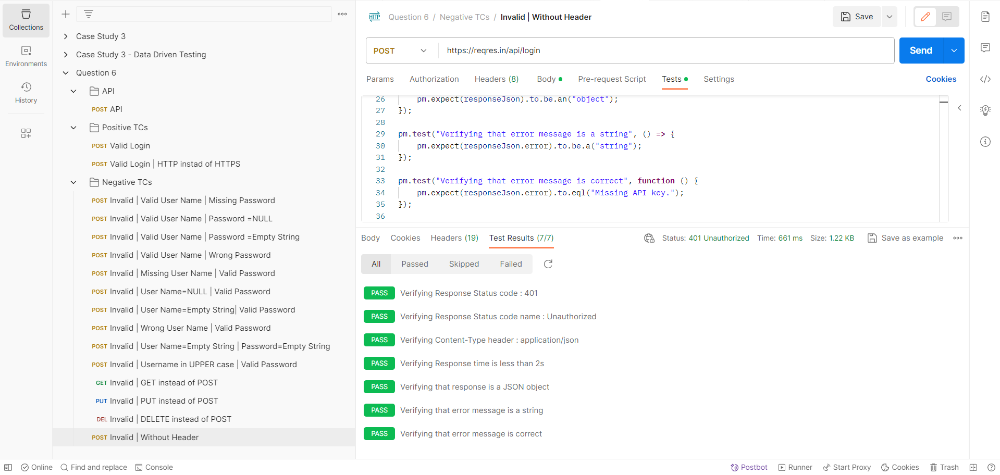 Collections
Environments
History
Case Study 3
Case Study 3 - Data Driven Testing
Question 6
API
POST API
Positive TCs
POST Valid Login
POST Valid Login | HTTP instad of HTTPS
Negative TCs
POST Invalid | Valid User Name | Missing Password
POST Invalid | Valid User Name | Password =NULL
POST Invalid | Valid User Name | Password =Empty String
POST Invalid | Valid User Name | Wrong Password
POST Invalid | Missing User Name | Valid Password
POST Invalid | User Name=NULL | Valid Password
POST Invalid | User Name=Empty String| Valid Password
POST Invalid | Wrong User Name | Valid Password
POST Invalid | User Name=Empty String | Password=Empty String
POST Invalid | Username in UPPER case | Valid Password
GET Invalid | GET instead of POST
PUT Invalid | PUT instead of POST
DEL Invalid | DELETE instead of POST
POST Invalid | Without Header
HTTP Question 6 / Negative TCs / Invalid | Without Header
Save
POST https://reqres.in/api/login
Send
Params Authorization Headers (8) Body Pre-request Script Tests Settings Cookies
26 pm.expect(responseJson).to.be.an("object");
27 });
28
29 pm.test("Verifying that error message is a string", () => {
30 pm.expect(responseJson.error).to.be.a("string");
31 });
32
33 pm.test("Verifying that error message is correct", function () {
34 pm.expect(responseJson.error).to.eql("Missing API key.");
35 });
36
Body Cookies Headers (19) Test Results (7/7) Status: 401 Unauthorized Time: 661 ms Size: 1.22 KB Save as example
All Passed Skipped Failed
PASS Verifying Response Status code : 401
PASS Verifying Response Status code name : Unauthorized
PASS Verifying Content-Type header : application/json
PASS Verifying Response time is less than 2s
PASS Verifying that response is a JSON object
PASS Verifying that error message is a string
PASS Verifying that error message is correct
Online Find and replace Console Postbot Runner Start Proxy Cookies Trash